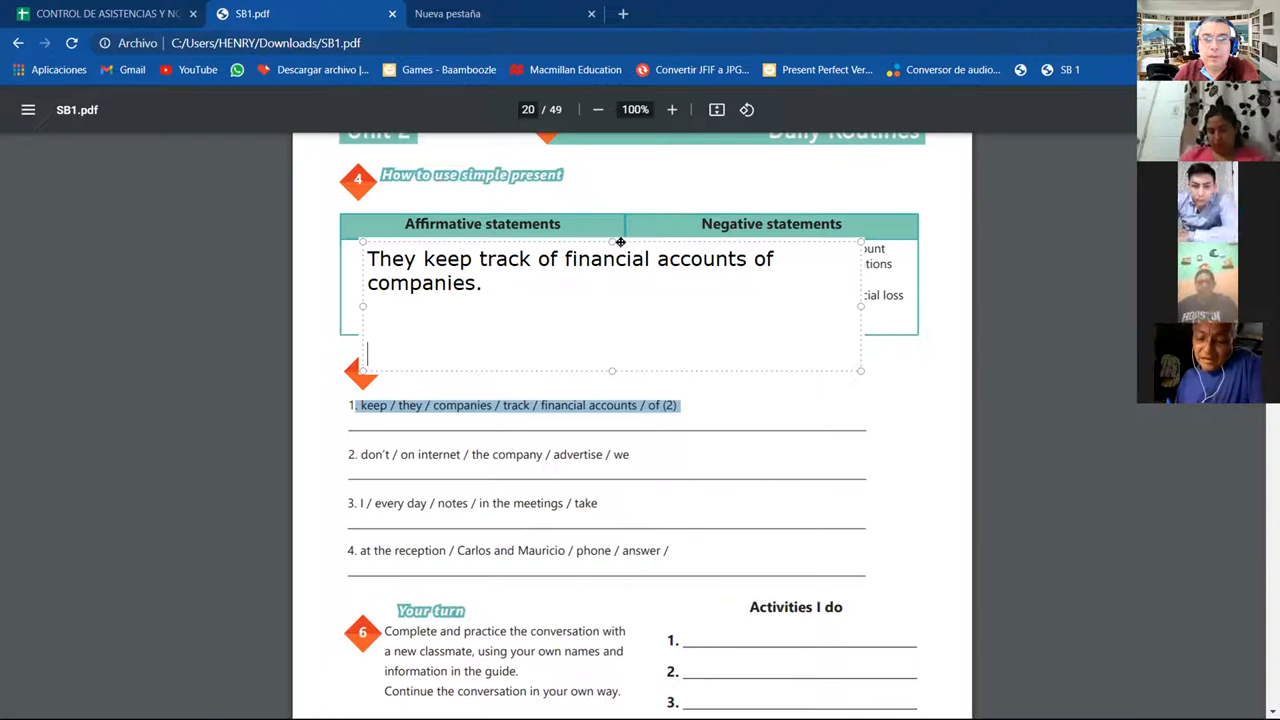 CONTROL DE ASISTENCIAS Y NO
SB1.pdf
Nueva pestaña
Archivo
C:/Users/HENRY/Downloads/SB1.pdf
Aplicaciones
Gmail
YouTube
Descargar archivo |...
Games - Bamboozle
Macmillan Education
Convertir JFIF a JPG...
Present Perfect Ver...
Conversor de audio...
SB 1
SB1.pdf
20 / 49
100%
Unit 2
Daily Routines
4
How to use simple present
Affirmative statements
Negative statements
ount
tions
cial loss
They keep track of financial accounts of
companies.
1. keep / they / companies / track / financial accounts / of (2)
2. don't / on internet / the company / advertise / we
3. I / every day / notes / in the meetings / take
4. at the reception / Carlos and Mauricio / phone / answer /
6
Your turn
Complete and practice the conversation with
a new classmate, using your own names and
information in the guide.
Continue the conversation in your own way.
Activities I do
1.
2.
3.